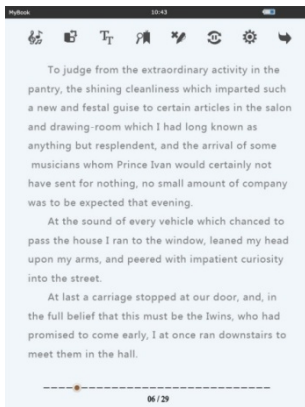 MyBook 10:43
To judge from the extraordinary activity in the
pantry, the shining cleanliness which imparted such
a new and festal guise to certain articles in the salon
and drawing-room which I had long known as
anything but resplendent, and the arrival of some
musicians whom Prince Ivan would certainly not
have sent for nothing, no small amount of company
was to be expected that evening.
At the sound of every vehicle which chanced to
pass the house I ran to the window, leaned my head
upon my arms, and peered with impatient curiosity
into the street.
At last a carriage stopped at our door, and, in
the full belief that this must be the Iwins, who had
promised to come early, I at once ran downstairs to
meet them in the hall.
06 / 29